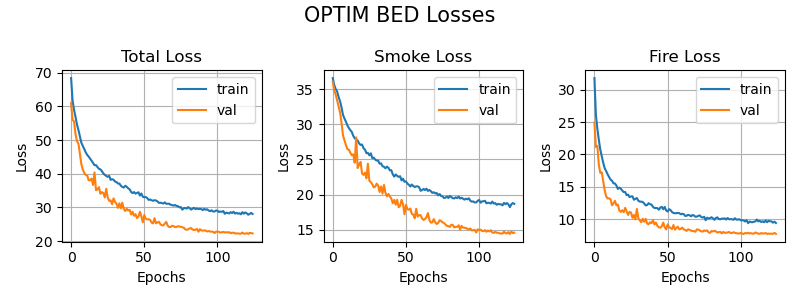 OPTIM BED Losses
Total Loss
Loss
70
60
50
40
30
20
0
50
100
Epochs
train
val
Smoke Loss
Loss
35
30
25
20
15
0
50
100
Epochs
train
val
Fire Loss
Loss
30
25
20
15
10
0
50
100
Epochs
train
val